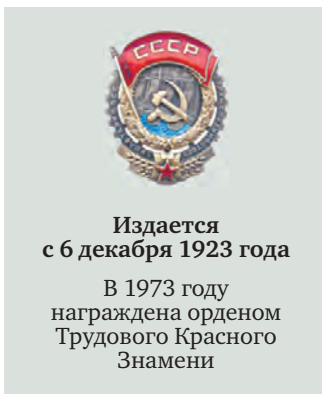 СССР
Издается
с 6 декабря 1923 года
В 1973 году
награждена орденом
Трудового Красного
Знамени